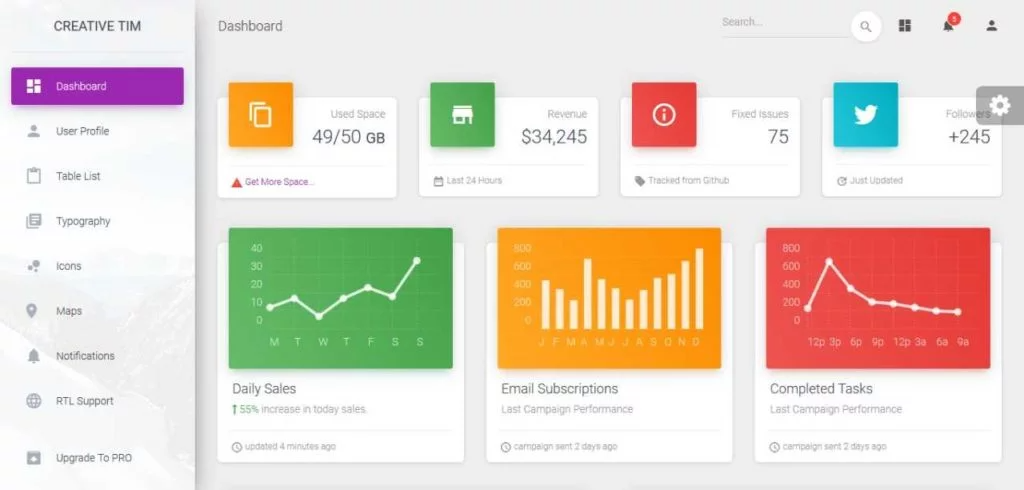 CREATIVE TIM
Dashboard
User Profile
Table List
Typography
Icons
Maps
Notifications
RTL Support
Upgrade To PRO
Dashboard
Search...
5
Used Space
49/50 GB
Get More Space...
Revenue
$34,245
Last 24 Hours
Fixed Issues
75
Tracked from Github
Followers
+245
Just Updated
40
30
20
10
0
M T W T F S S
Daily Sales
55% increase in today sales.
updated 4 minutes ago
800
600
400
200
0
J F M A M J J A S O N D
Email Subscriptions
Last Campaign Performance
campaign sent 2 days ago
800
600
400
200
0
12p 3p 6p 9p 12p 3a 6a 9a
Completed Tasks
Last Campaign Performance
campaign sent 2 days ago